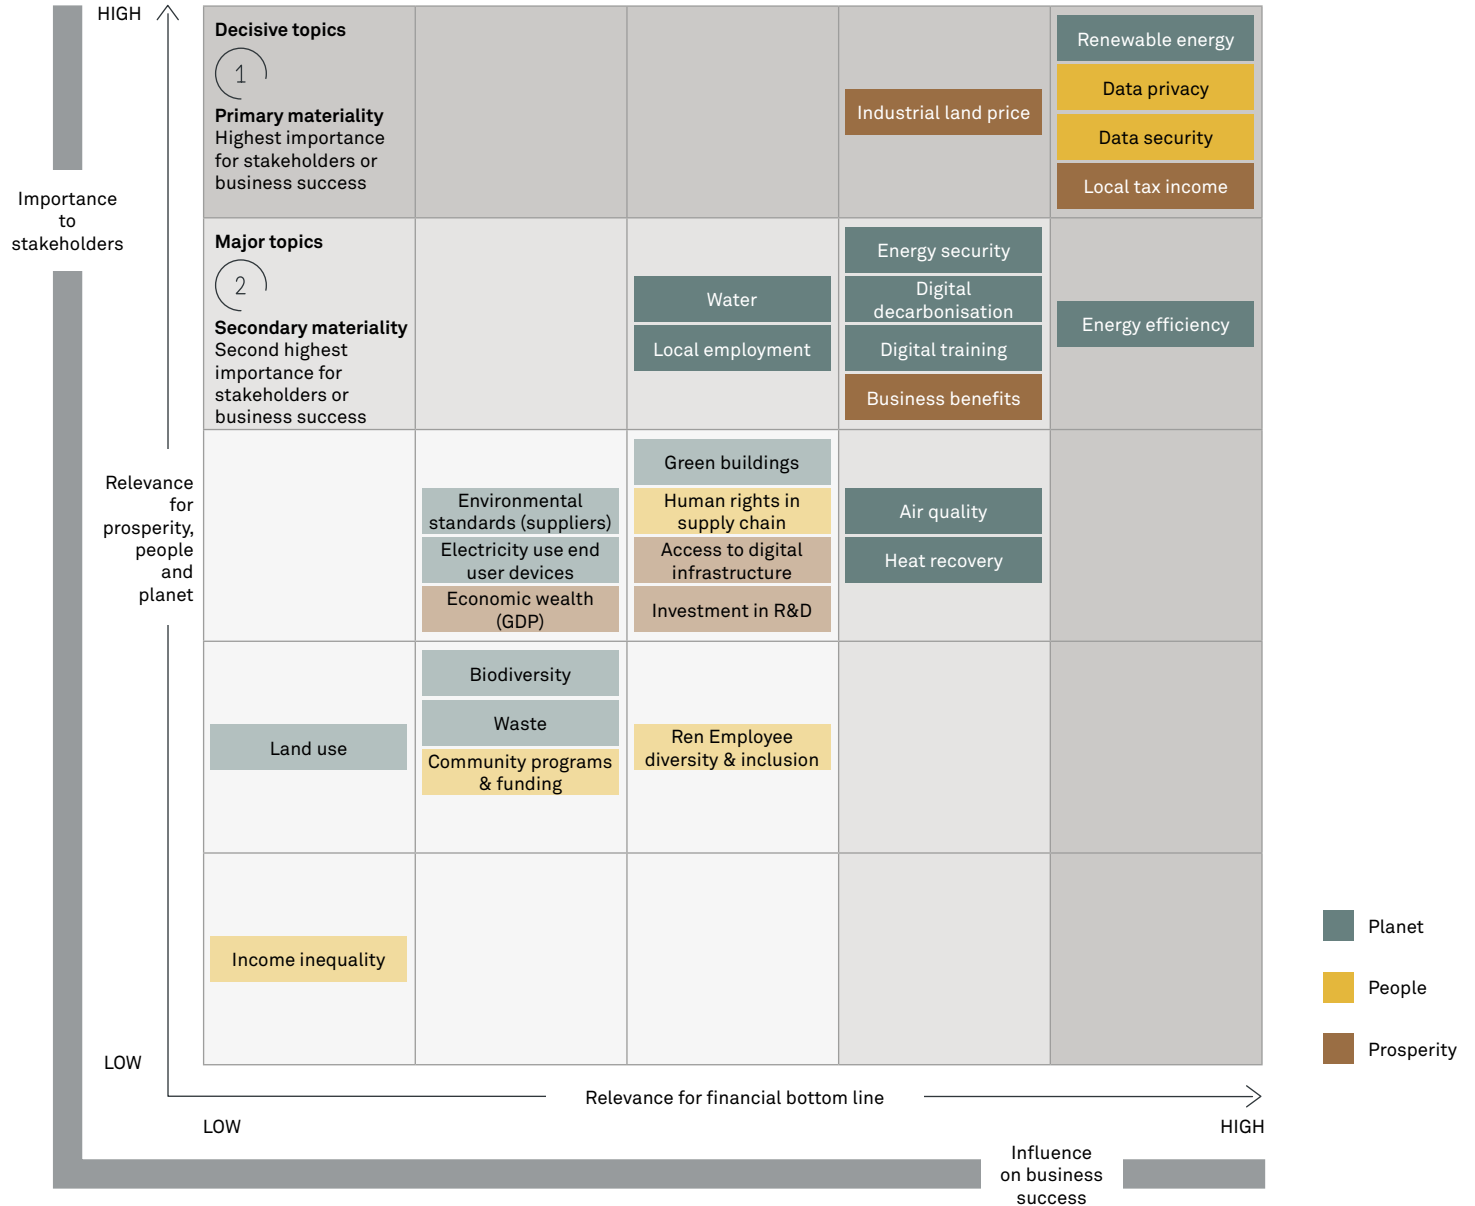 HIGH
Importance
to
stakeholders
Relevance
for
prosperity,
people
and
planet
LOW
Decisive topics
1
Primary materiality
Highest importance
for stakeholders or
business success
Industrial land price
Renewable energy
Data privacy
Data security
Local tax income
Major topics
2
Secondary materiality
Second highest
importance for
stakeholders or
business success
Water
Local employment
Energy security
Digital
decarbonisation
Digital training
Business benefits
Energy efficiency
Environmental
standards (suppliers)
Electricity use end
user devices
Economic wealth
(GDP)
Green buildings
Human rights in
supply chain
Access to digital
infrastructure
Investment in R&D
Air quality
Heat recovery
Land use
Biodiversity
Waste
Community programs
& funding
Ren Employee
diversity & inclusion
Income inequality
Planet
People
Prosperity
Relevance for financial bottom line
LOW
HIGH
Influence
on business
success